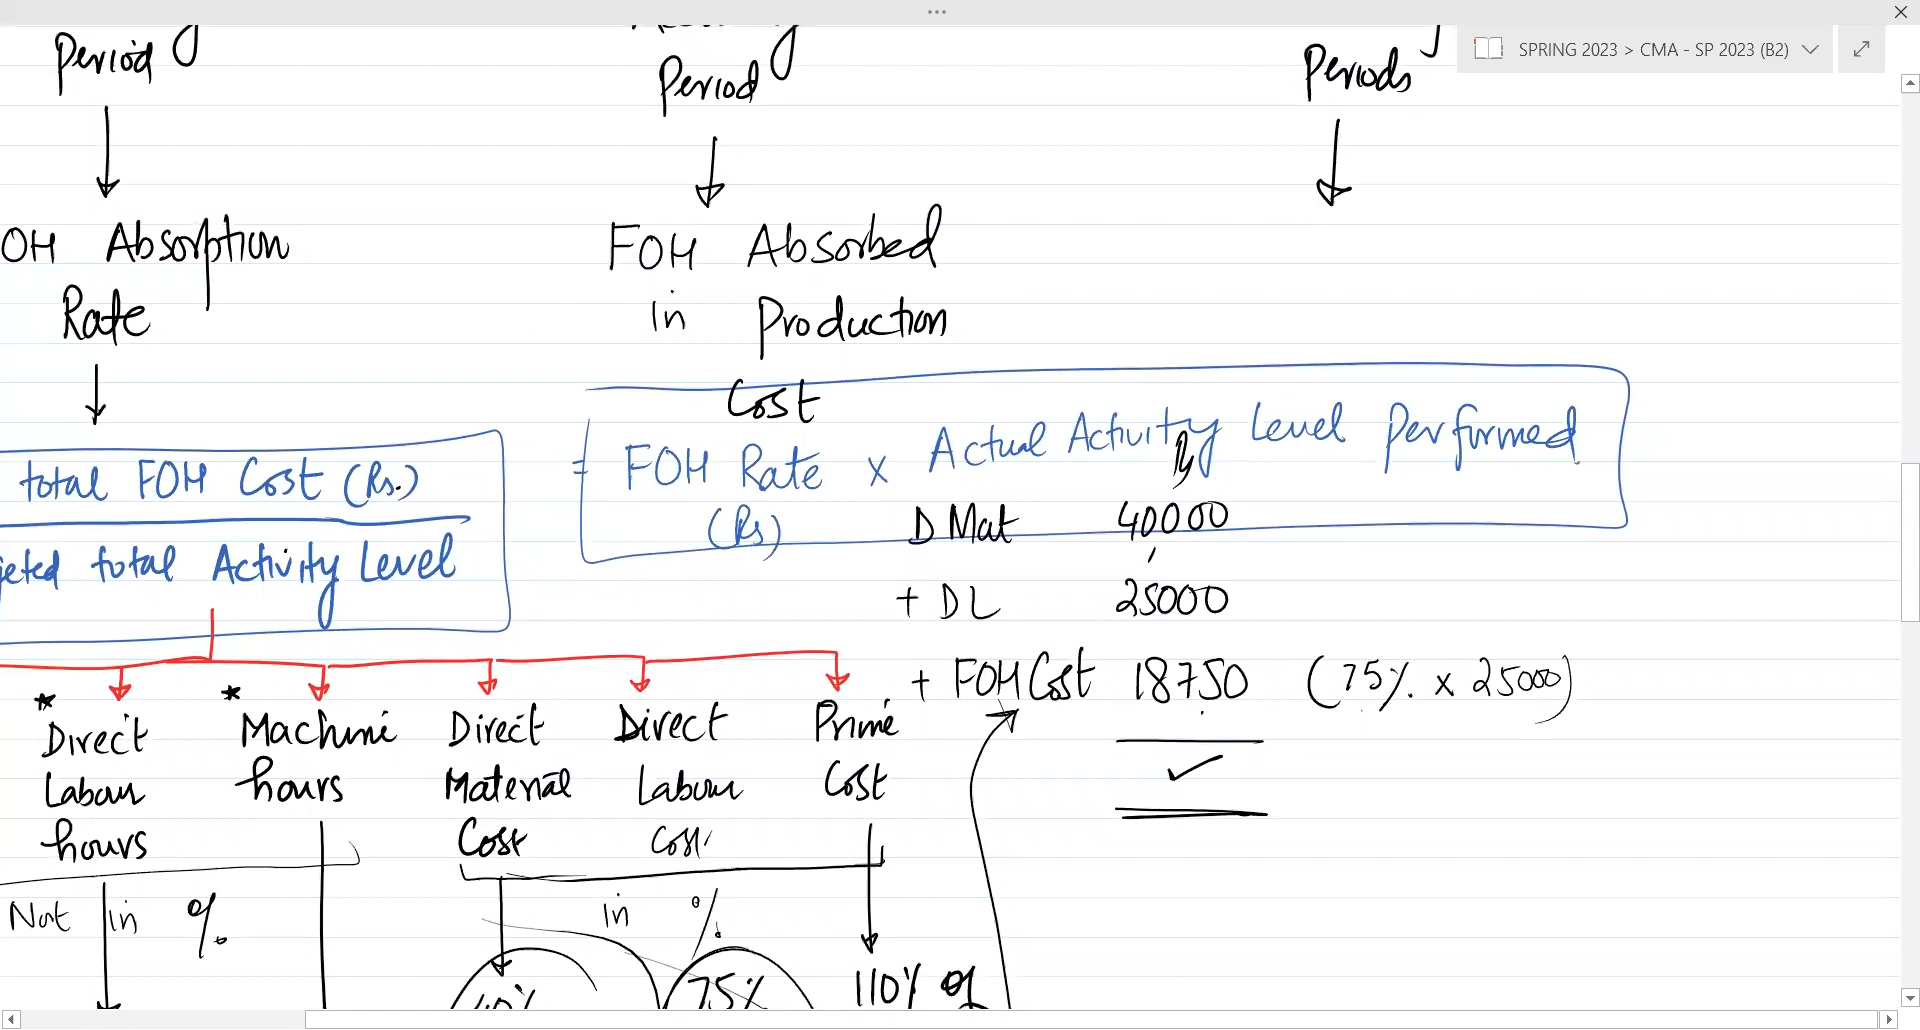 SPRING 2023 > CMA - SP 2023 (B2)
Period
Period
Periods
OH Absorption
Rate
FOH Absorbed
in Production
Cost
total FOH Cost (Rs.)
geted total Activity Level
= FOH Rate x Actual Activity Level Performed
(Rs)
Rs
D Mat 40000
+ DL 25000
+ FOH Cost 18750 (75% x 25000)
* Direct
Labour
hours
* Machine
hours
Direct
Material
Cost
Direct
Labour
Cost
Prime
Cost
Not in %
in %
75%
110% of